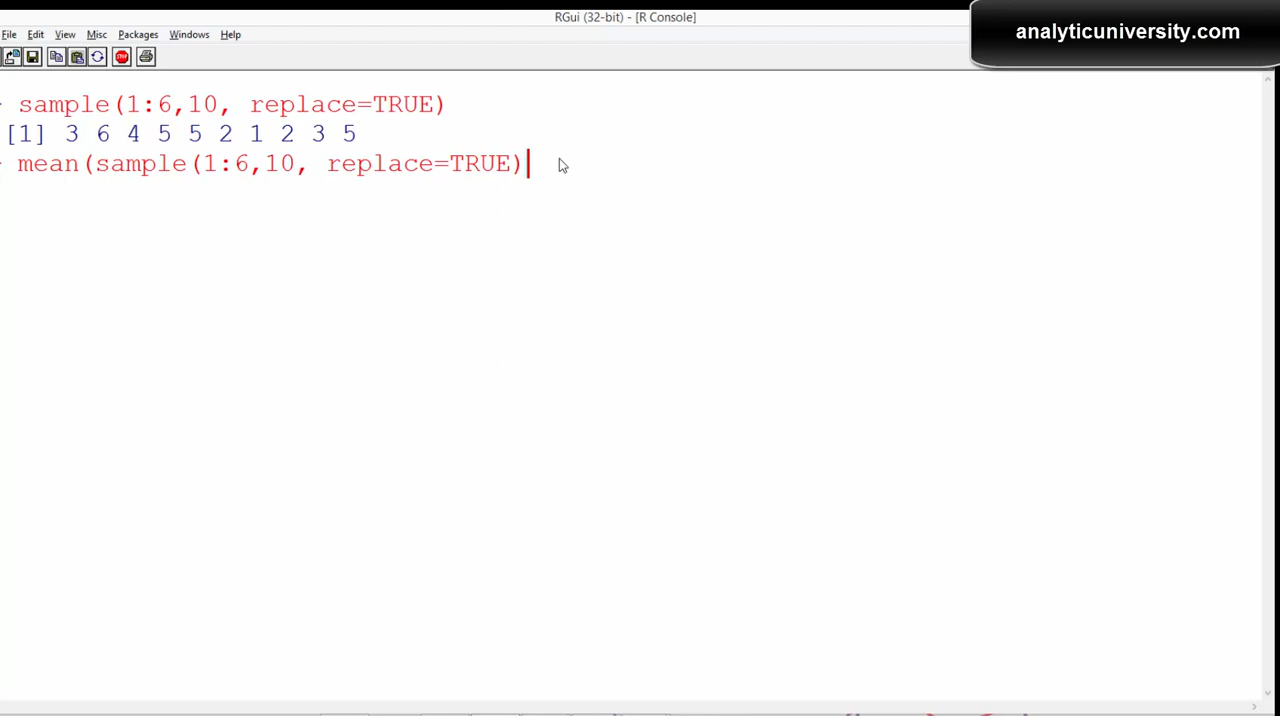 RGui (32-bit) - [R Console]
analyticuniversity.com
File Edit View Misc Packages Windows Help
STOP
> sample(1:6,10, replace=TRUE)
[1] 3 6 4 5 5 2 1 2 3 5
> mean(sample(1:6,10, replace=TRUE)